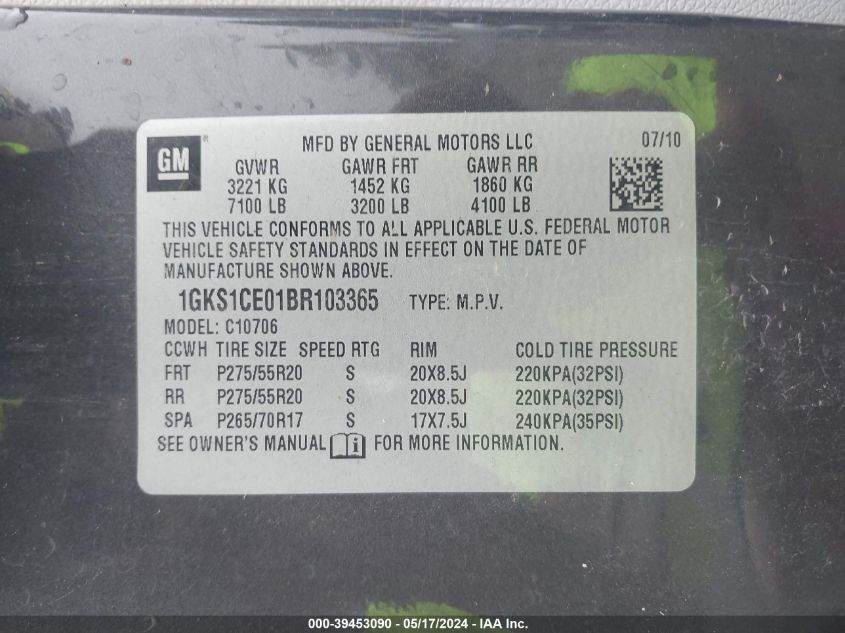 GM ® MFD BY GENERAL MOTORS LLC 07/10
GVWR GAWR FRT GAWR RR
3221 KG 1452 KG 1860 KG
7100 LB 3200 LB 4100 LB
THIS VEHICLE CONFORMS TO ALL APPLICABLE U.S. FEDERAL MOTOR
VEHICLE SAFETY STANDARDS IN EFFECT ON THE DATE OF
MANUFACTURE SHOWN ABOVE.
1GKS1CE01BR103365 TYPE: M.P.V.
MODEL: C10706
CCWH TIRE SIZE SPEED RTG RIM COLD TIRE PRESSURE
FRT P275/55R20 S 20X8.5J 220KPA(32PSI)
RR P275/55R20 S 20X8.5J 220KPA(32PSI)
SPA P265/70R17 S 17X7.5J 240KPA(35PSI)
SEE OWNER'S MANUAL i FOR MORE INFORMATION.
000-39453090 - 05/17/2024 - IAA Inc.